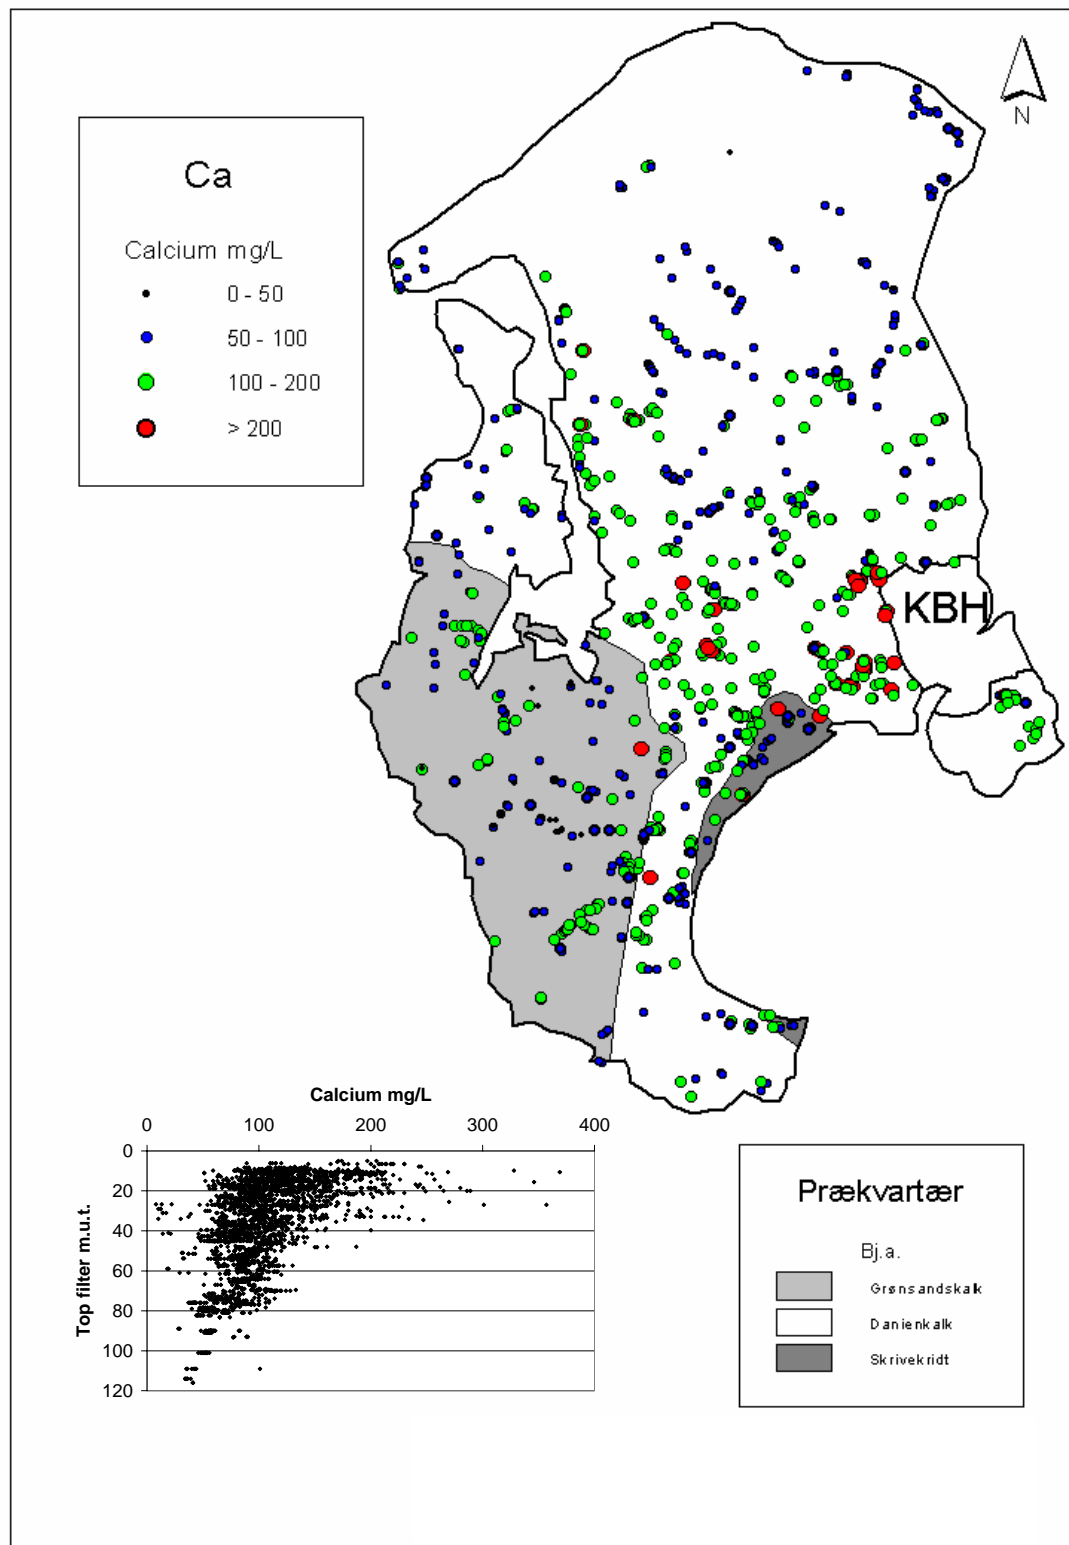 N
Ca
Calcium mg/L
0 - 50
50 - 100
100 - 200
> 200
KBH
Calcium mg/L
0 100 200 300 400
Top filter m.u.t.
0
20
40
60
80
100
120
Prækvartær
Bj.a.
Grønsandskalk
Danienkalk
Skrivekridt